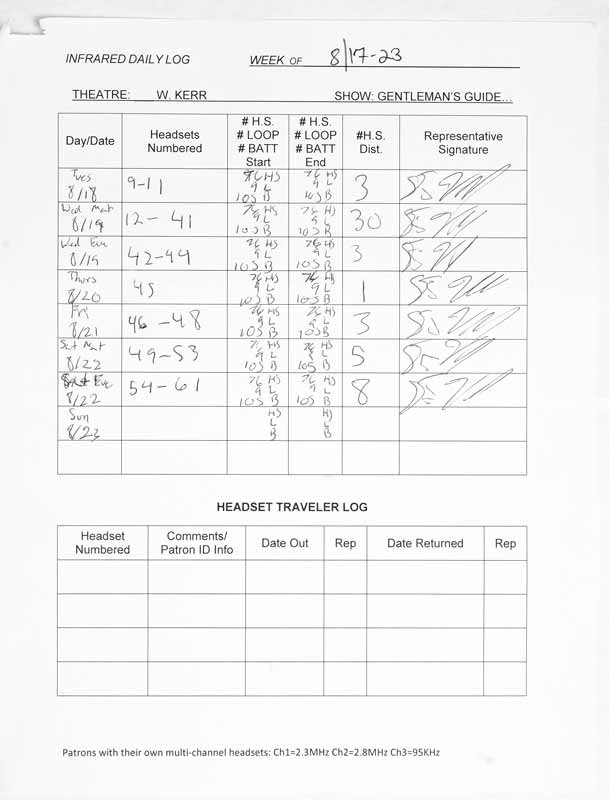 INFRARED DAILY LOG WEEK OF 8/17-23
THEATRE: W. KERR SHOW: GENTLEMAN'S GUIDE...
Day/Date Headsets Numbered # H.S. # LOOP # BATT Start # H.S. # LOOP # BATT End #H.S. Dist. Representative Signature
Tues 8/18 9-11 76 HS 9 L 105 B 76 HS 9 L 105 B 3
Wed Mat 8/19 12-41 76 HS 9 L 105 B 76 HS 9 L 105 B 30
Wed Eve 8/19 42-44 76 HS 9 L 105 B 76 HS 9 L 105 B 3
Thurs 8/20 45 76 HS 9 L 105 B 76 HS 9 L 105 B 1
Fri 8/21 46-48 76 HS 9 L 105 B 76 HS 9 L 105 B 3
Sat Mat 8/22 49-53 76 HS 9 L 105 B 76 HS 9 L 105 B 5
Sat Eve 8/22 54-61 76 HS 9 L 105 B 76 HS 9 L 105 B 8
Sun 8/23 HS L B HS L B
HEADSET TRAVELER LOG
Headset Numbered Comments/ Patron ID Info Date Out Rep Date Returned Rep
Patrons with their own multi-channel headsets: Ch1=2.3MHz Ch2=2.8MHz Ch3=95KHz